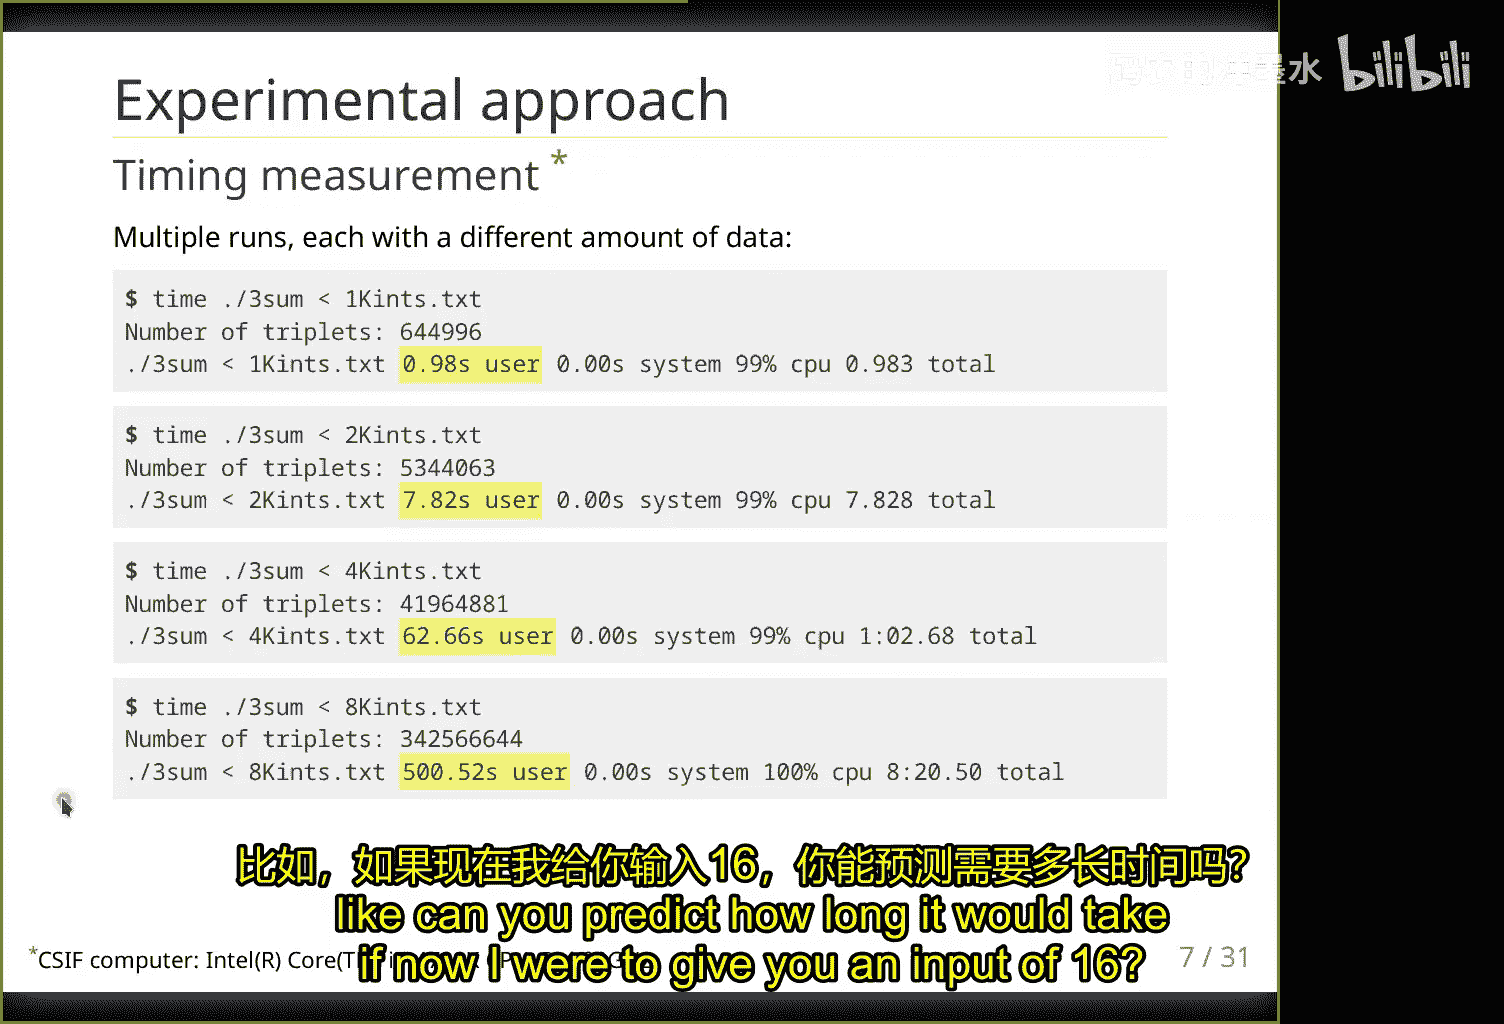 水 bilibili
Experimental approach
Timing measurement *
Multiple runs, each with a different amount of data:
$ time ./3sum < 1Kints.txt
Number of triplets: 644996
./3sum < 1Kints.txt 0.98s user 0.00s system 99% cpu 0.983 total
$ time ./3sum < 2Kints.txt
Number of triplets: 5344063
./3sum < 2Kints.txt 7.82s user 0.00s system 99% cpu 7.828 total
$ time ./3sum < 4Kints.txt
Number of triplets: 41964881
./3sum < 4Kints.txt 62.66s user 0.00s system 99% cpu 1:02.68 total
$ time ./3sum < 8Kints.txt
Number of triplets: 342566644
./3sum < 8Kints.txt 500.52s user 0.00s system 100% cpu 8:20.50 total
比如，如果现在我给你输入16，你能预测需要多长时间吗？
like can you predict how long it would take
if now I were to give you an input of 16?
*CSIF computer: Intel(R)
7 / 31